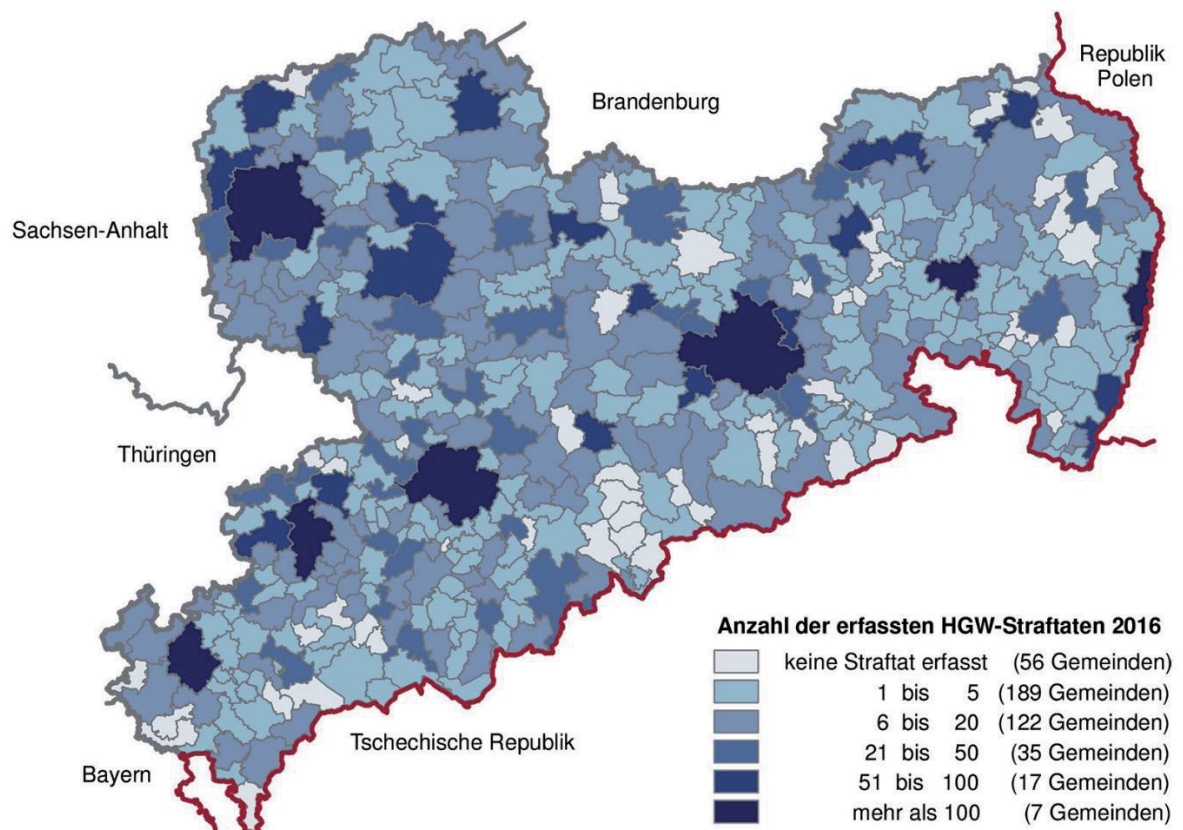 Republik
Polen
Brandenburg
Sachsen-Anhalt
Thüringen
Anzahl der erfassten HGW-Straftaten 2016
keine Straftat erfasst (56 Gemeinden)
1 bis 5 (189 Gemeinden)
6 bis 20 (122 Gemeinden)
Tschechische Republik
21 bis 50 (35 Gemeinden)
Bayern
51 bis 100 (17 Gemeinden)
mehr als 100 (7 Gemeinden)